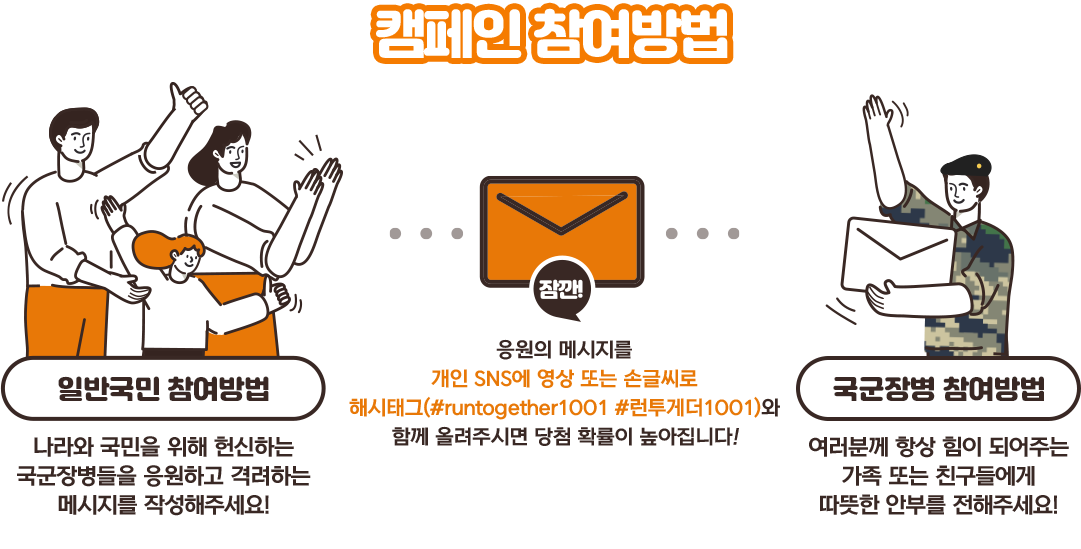 캠페인 참여방법
일반국민 참여방법
나라와 국민을 위해 헌신하는
국군장병들을 응원하고 격려하는
메시지를 작성해주세요!
잠깐!
응원의 메시지를
개인 SNS에 영상 또는 손글씨로
해시태그(#runtogether1001 #런투게더1001)와
함께 올려주시면 당첨 확률이 높아집니다!
국군장병 참여방법
여러분께 항상 힘이 되어주는
가족 또는 친구들에게
따뜻한 안부를 전해주세요!